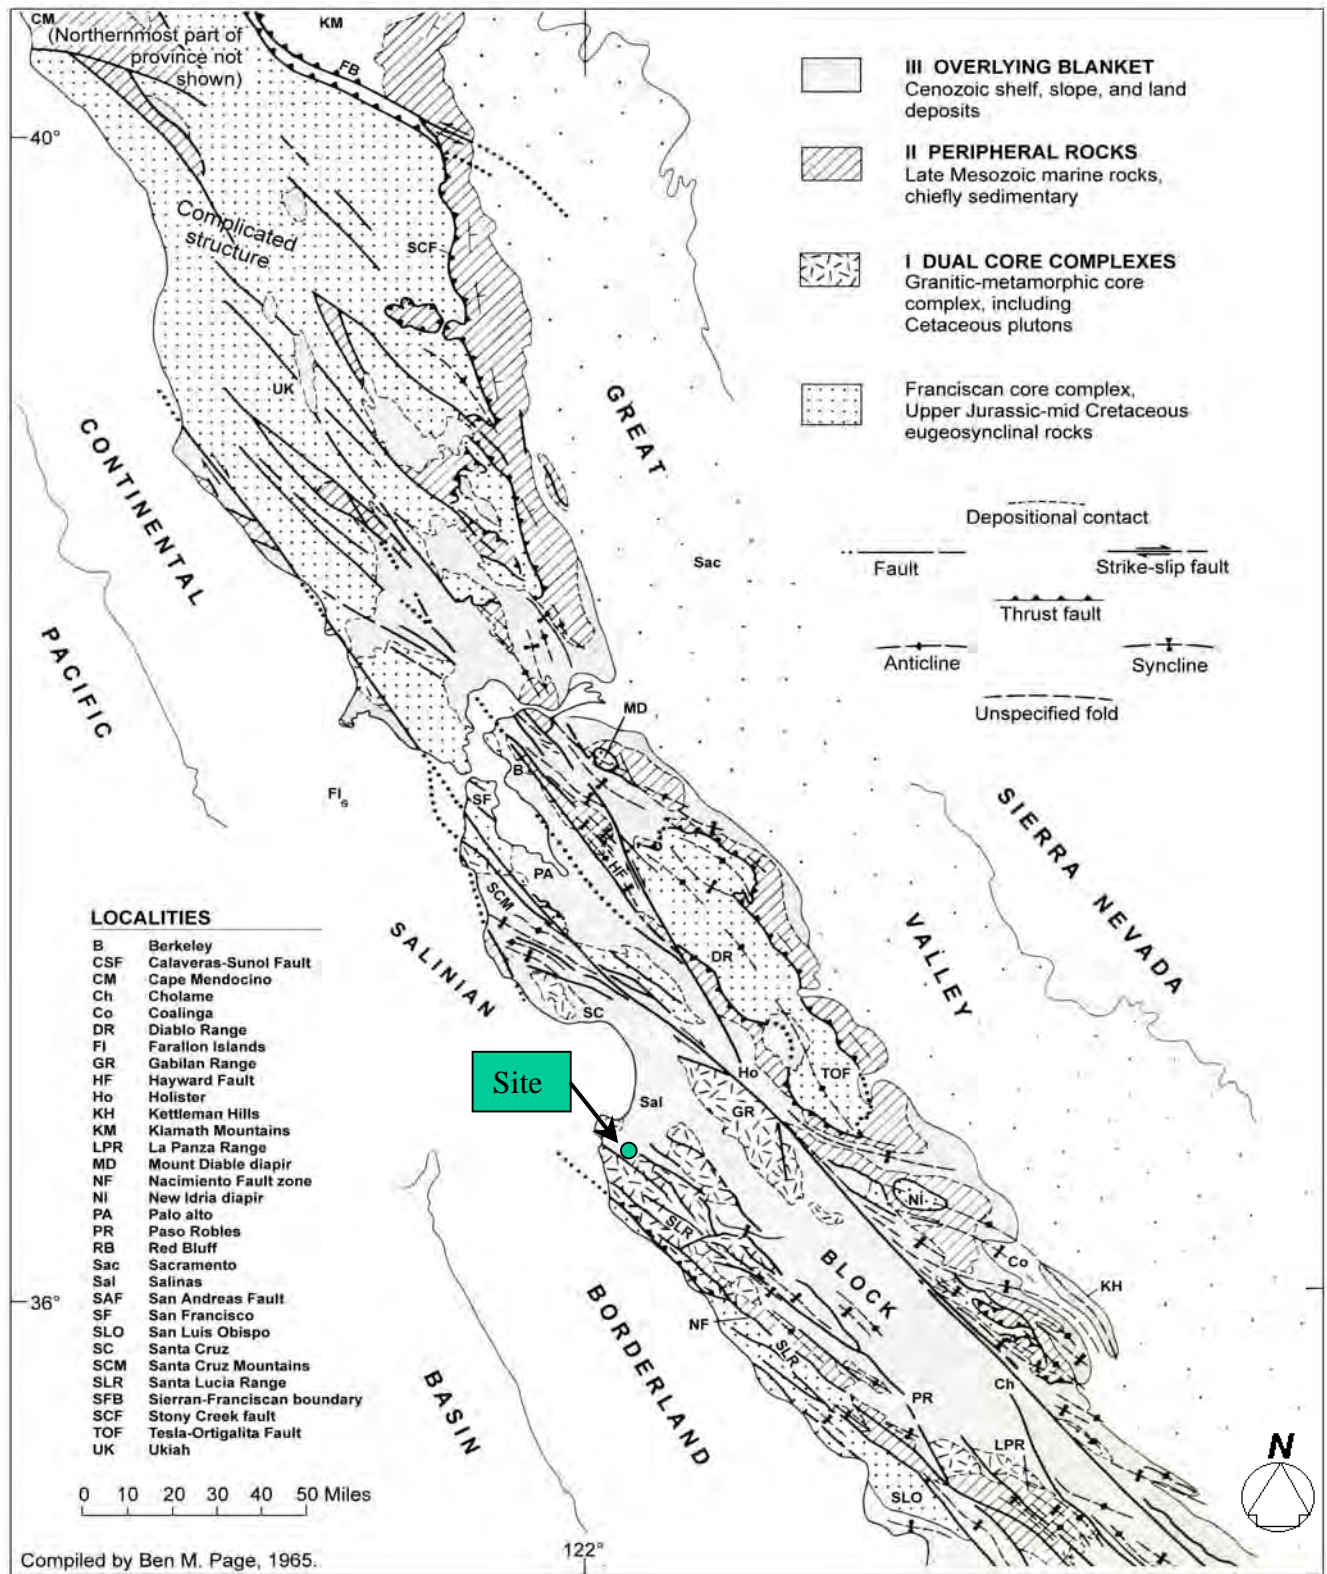 CM
(Northernmost part of
province not
shown)
KM
FB
40°
Complicated
structure
SCF
UK
CONTINENTAL
PACIFIC
GREAT
Sac
III OVERLYING BLANKET
Cenozoic shelf, slope, and land
deposits
II PERIPHERAL ROCKS
Late Mesozoic marine rocks,
chiefly sedimentary
I DUAL CORE COMPLEXES
Granitic-metamorphic core
complex, including
Cetaceous plutons
Franciscan core complex,
Upper Jurassic-mid Cretaceous
eugeosynclinal rocks
Depositional contact
Fault
Strike-slip fault
Thrust fault
Anticline
Syncline
Unspecified fold
MD
B
FI
SF
HF
PA
SCM
SALINIAN
DR
SC
SIERRA NEVADA
VALLEY
Site
Sal
Ho
TOF
GR
NI
SLR
BLOCK
Co
KH
36°
NF
SLR
BORDERLAND
BASIN
PR
Ch
LPR
SLO
N
LOCALITIES
B Berkeley
CSF Calaveras-Sunol Fault
CM Cape Mendocino
Ch Cholame
Co Coalinga
DR Diablo Range
FI Farallon Islands
GR Gabilan Range
HF Hayward Fault
Ho Holister
KH Kettleman Hills
KM Klamath Mountains
LPR La Panza Range
MD Mount Diable diapir
NF Nacimiento Fault zone
NI New Idria diapir
PA Palo alto
PR Paso Robles
RB Red Bluff
Sac Sacramento
Sal Salinas
SAF San Andreas Fault
SF San Francisco
SLO San Luis Obispo
SC Santa Cruz
SCM Santa Cruz Mountains
SLR Santa Lucia Range
SFB Sierran-Franciscan boundary
SCF Stony Creek fault
TOF Tesla-Ortigalita Fault
UK Ukiah
0 10 20 30 40 50 Miles
Compiled by Ben M. Page, 1965.
122°